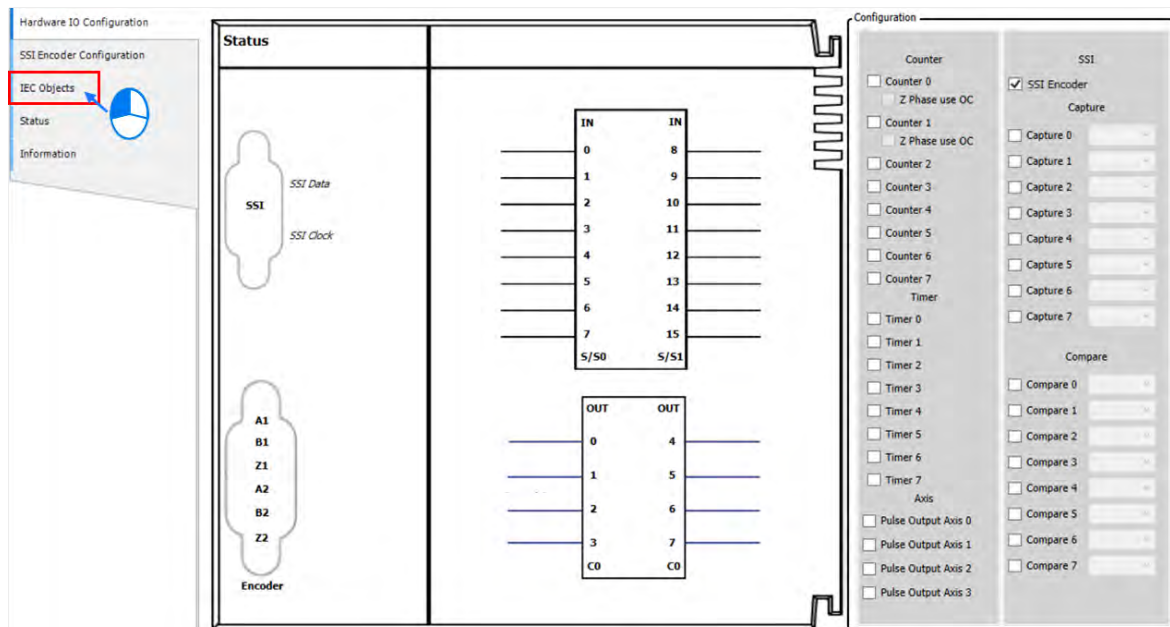 Hardware IO Configuration
SSI Encoder Configuration
IEC Objects
Status
Information
Status
SSI
SSI Data
SSI Clock
A1
B1
Z1
A2
B2
Z2
Encoder
IN IN
0 8
1 9
2 10
3 11
4 12
5 13
6 14
7 15
S/S0 S/S1
OUT OUT
0 4
1 5
2 6
3 7
C0 C0
Configuration
Counter
Counter 0
Z Phase use OC
Counter 1
Z Phase use OC
Counter 2
Counter 3
Counter 4
Counter 5
Counter 6
Counter 7
Timer
Timer 0
Timer 1
Timer 2
Timer 3
Timer 4
Timer 5
Timer 6
Timer 7
Axis
Pulse Output Axis 0
Pulse Output Axis 1
Pulse Output Axis 2
Pulse Output Axis 3
SSI
SSI Encoder
Capture
Capture 0
Capture 1
Capture 2
Capture 3
Capture 4
Capture 5
Capture 6
Capture 7
Compare
Compare 0
Compare 1
Compare 2
Compare 3
Compare 4
Compare 5
Compare 6
Compare 7